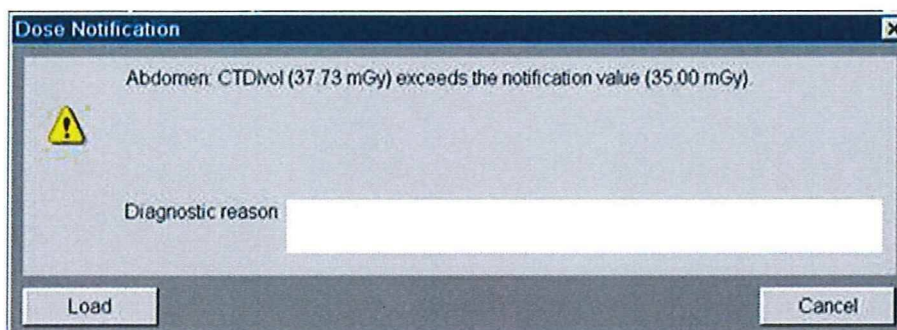 Dose Notification
Abdomen: CTDIvol (37.73 mGy) exceeds the notification value (35.00 mGy).
Diagnostic reason
Load
Cancel